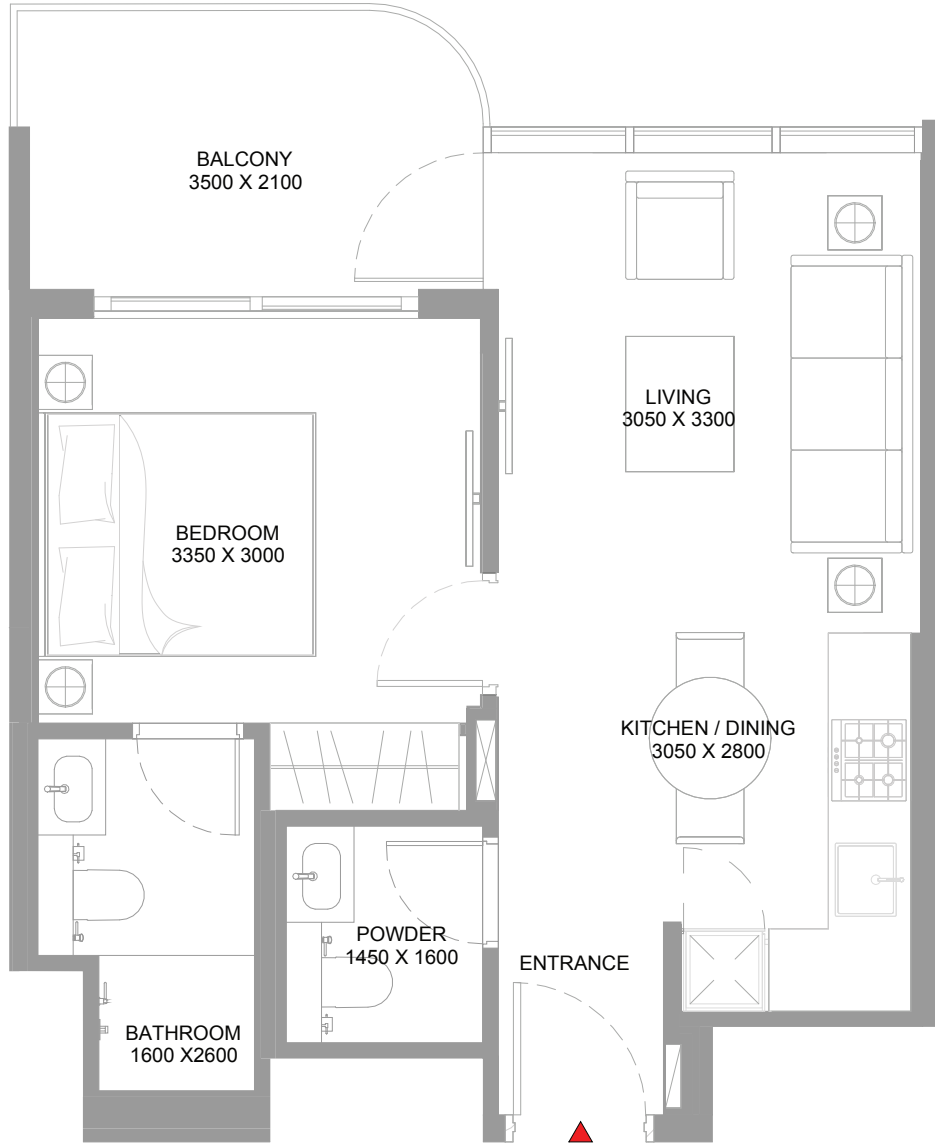 BALCONY
3500 X 2100
LIVING
3050 X 3300
BEDROOM
3350 X 3000
KITCHEN / DINING
3050 X 2800
POWDER
1450 X 1600
ENTRANCE
BATHROOM
1600 X2600